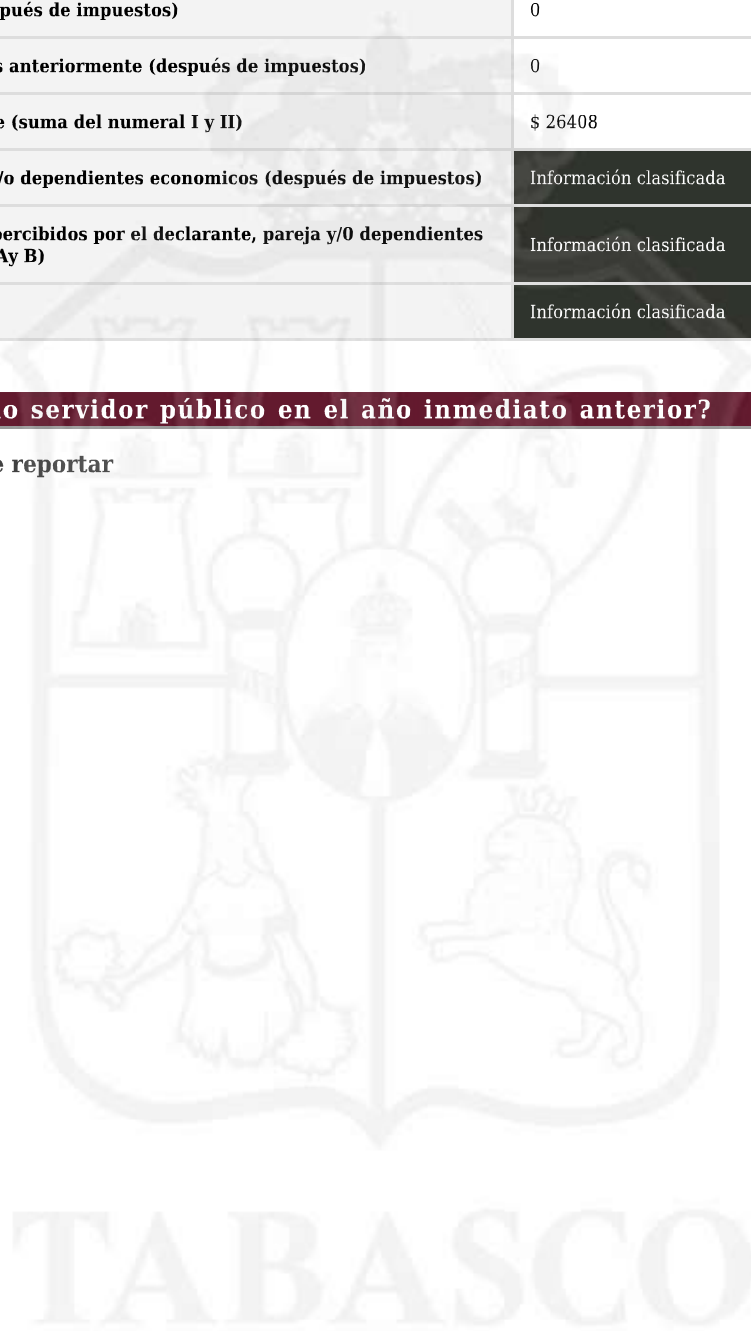 pués de impuestos) 0
s anteriormente (después de impuestos) 0
e (suma del numeral I y II) $ 26408
/o dependientes economicos (después de impuestos) Información clasificada
percibidos por el declarante, pareja y/0 dependientes
Ay B) Información clasificada
Información clasificada
o servidor público en el año inmediato anterior?
e reportar
TABASCO